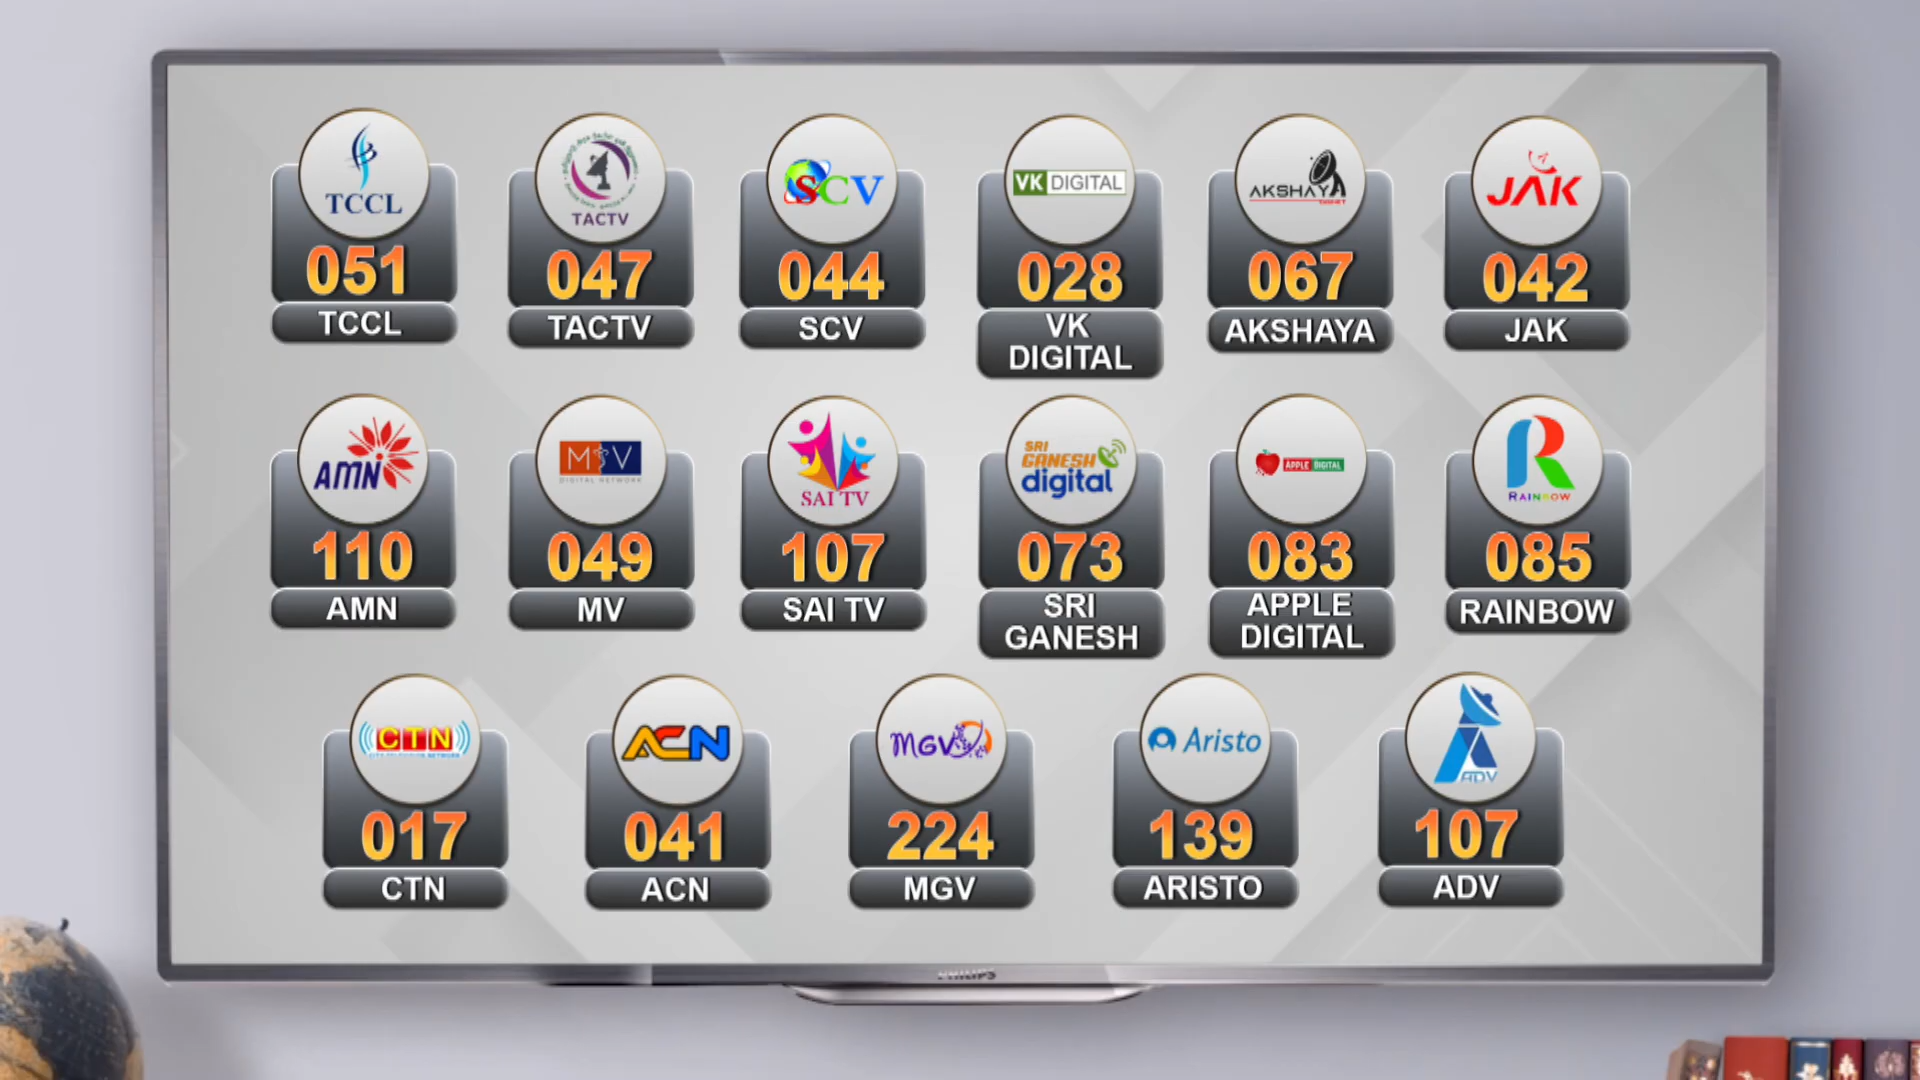 TCCL
051
TCCL
TACTV
047
TACTV
SCV
044
SCV
VK DIGITAL
028
VK
DIGITAL
AKSHAYA
067
AKSHAYA
JAK
042
JAK
AMN
110
AMN
MV
DIGITAL NETWORK
049
MV
SAI TV
107
SAI TV
SRI
GANESH
digital
073
SRI
GANESH
APPLE DIGITAL
083
APPLE
DIGITAL
RAINBOW
085
RAINBOW
CTN
017
CTN
ACN
041
ACN
MGV
224
MGV
Aristo
139
ARISTO
ADV
107
ADV
PHILIPS